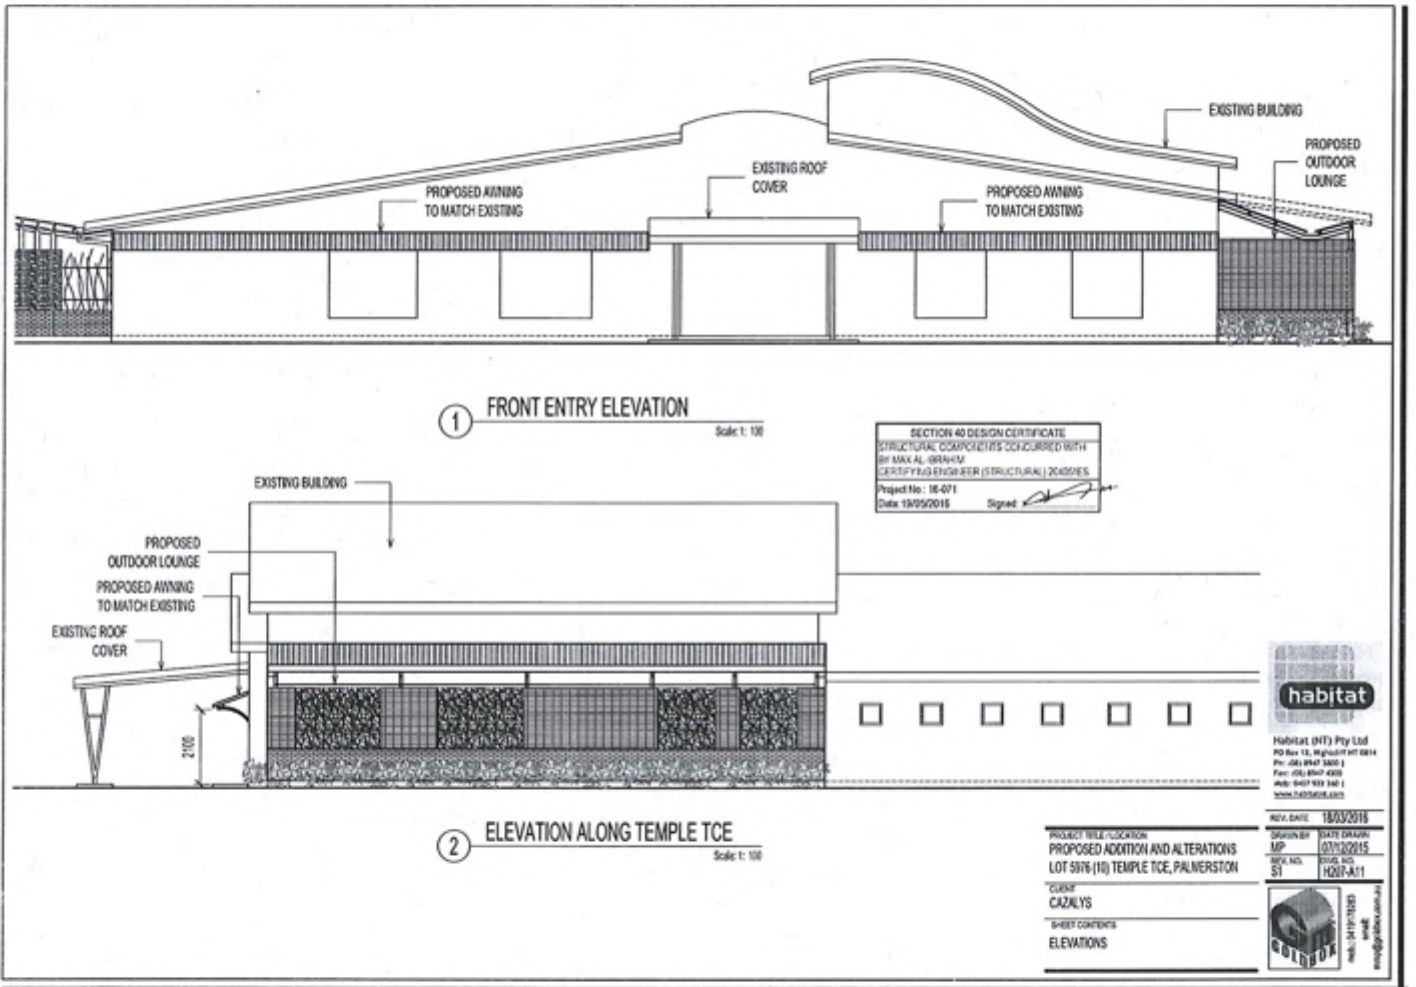 EXISTING BUILDING
PROPOSED
OUTDOOR
LOUNGE
EXISTING ROOF
COVER
PROPOSED AWNING
TO MATCH EXISTING
PROPOSED AWNING
TO MATCH EXISTING
1
FRONT ENTRY ELEVATION
Scale: 1: 100
SECTION 40 DESIGN CERTIFICATE
STRUCTURAL COMPONENTS CONCURRED WITH
BY MAX AL-IBRAHIM
CERTIFYING ENGINEER (STRUCTURAL)
Project No.: 16-071
Date: 19/05/2016 Signed:
EXISTING BUILDING
PROPOSED
OUTDOOR LOUNGE
PROPOSED AWNING
TO MATCH EXISTING
EXISTING ROOF
COVER
2100
2
ELEVATION ALONG TEMPLE TCE
Scale: 1: 100
habitat
Habitat (NT) Pty Ltd
www.habitatnt.com
REV. DATE 18/03/2016
DRAWN BY
MP
DATE DRAWN
07/12/2015
REV. NO.
S1
DWG. NO.
H207-A11
PROJECT TITLE / LOCATION
PROPOSED ADDITION AND ALTERATIONS
LOT 5976 (10) TEMPLE TCE, PALMERSTON
CLIENT
CAZALYS
SHEET CONTENTS
ELEVATIONS
GOLDBOX
email: